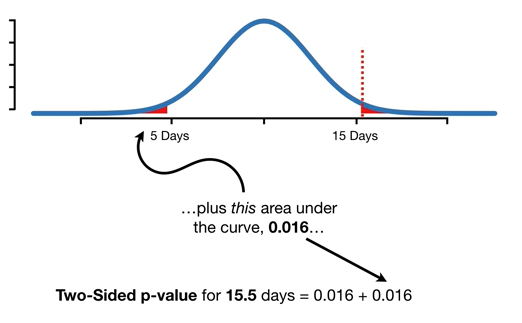 5 Days
15 Days
…plus this area under
the curve, 0.016…
Two-Sided p-value for 15.5 days = 0.016 + 0.016